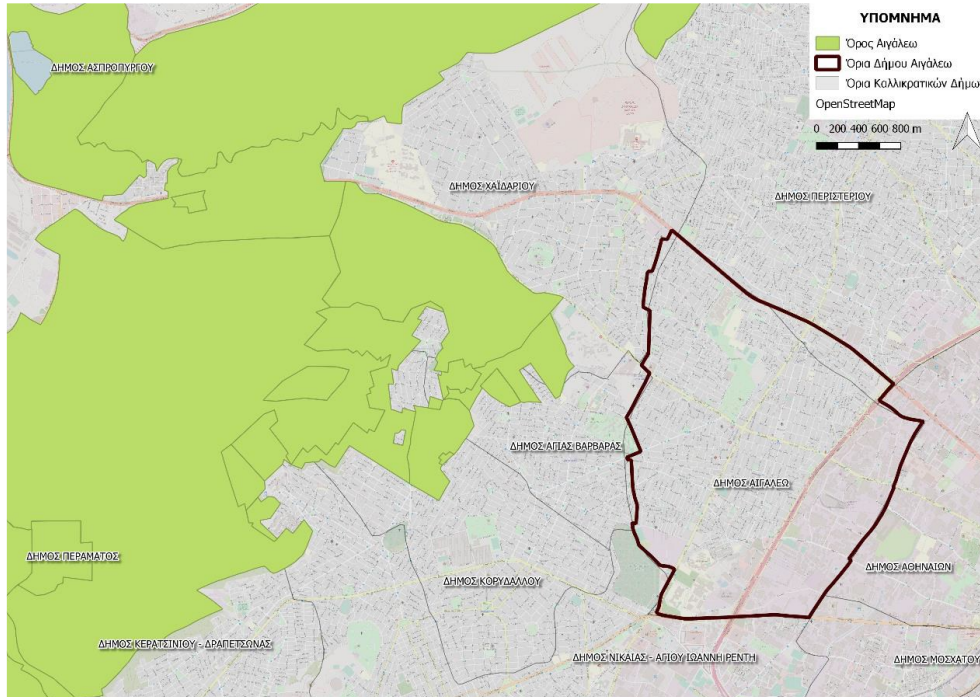 ΥΠΟΜΝΗΜΑ
Όρος Αιγάλεω
Όρια Δήμου Αιγάλεω
Όρια Καλλικρατικών Δήμω
OpenStreetMap
0 200 400 600 800 m
ΔΗΜΟΣ ΑΣΠΡΟΠΥΡΓΟΥ
ΔΗΜΟΣ ΧΑΪΔΑΡΙΟΥ
ΔΗΜΟΣ ΠΕΡΙΣΤΕΡΙΟΥ
ΔΗΜΟΣ ΑΓΙΑΣ ΒΑΡΒΑΡΑΣ
ΔΗΜΟΣ ΑΙΓΑΛΕΩ
ΔΗΜΟΣ ΠΕΡΑΜΑΤΟΣ
ΔΗΜΟΣ ΚΟΡΥΔΑΛΛΟΥ
ΔΗΜΟΣ ΑΘΗΝΑΙΩΝ
ΔΗΜΟΣ ΚΕΡΑΤΣΙΝΙΟΥ - ΔΡΑΠΕΤΣΩΝΑΣ
ΔΗΜΟΣ ΝΙΚΑΙΑΣ - ΑΓΙΟΥ ΙΩΑΝΝΗ ΡΕΝΤΗ
ΔΗΜΟΣ ΜΟΣΧΑΤΟΥ